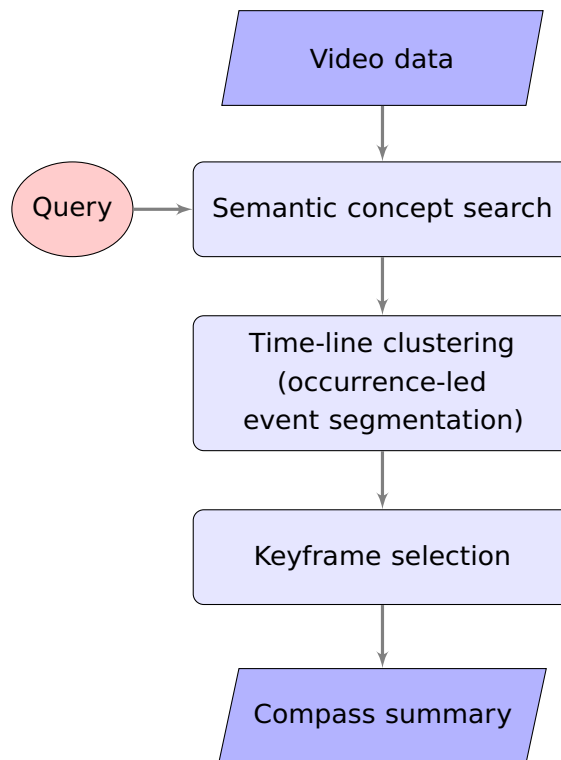 Video data
Query
Semantic concept search
Time-line clustering
(occurrence-led
event segmentation)
Keyframe selection
Compass summary